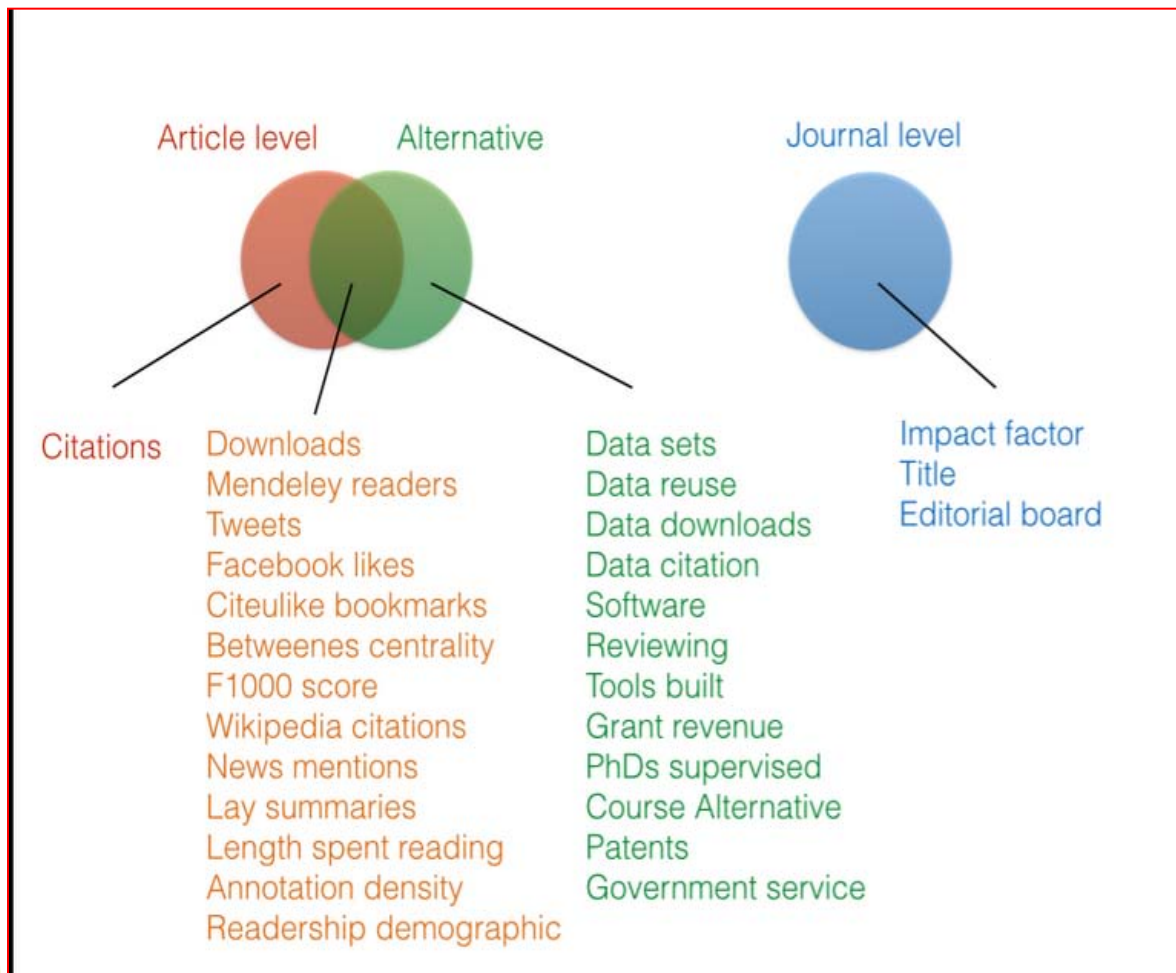 Article level
Alternative
Journal level
Citations
Downloads
Mendeley readers
Tweets
Facebook likes
Citeulike bookmarks
Betweenes centrality
F1000 score
Wikipedia citations
News mentions
Lay summaries
Length spent reading
Annotation density
Readership demographic
Data sets
Data reuse
Data downloads
Data citation
Software
Reviewing
Tools built
Grant revenue
PhDs supervised
Course Alternative
Patents
Government service
Impact factor
Title
Editorial board